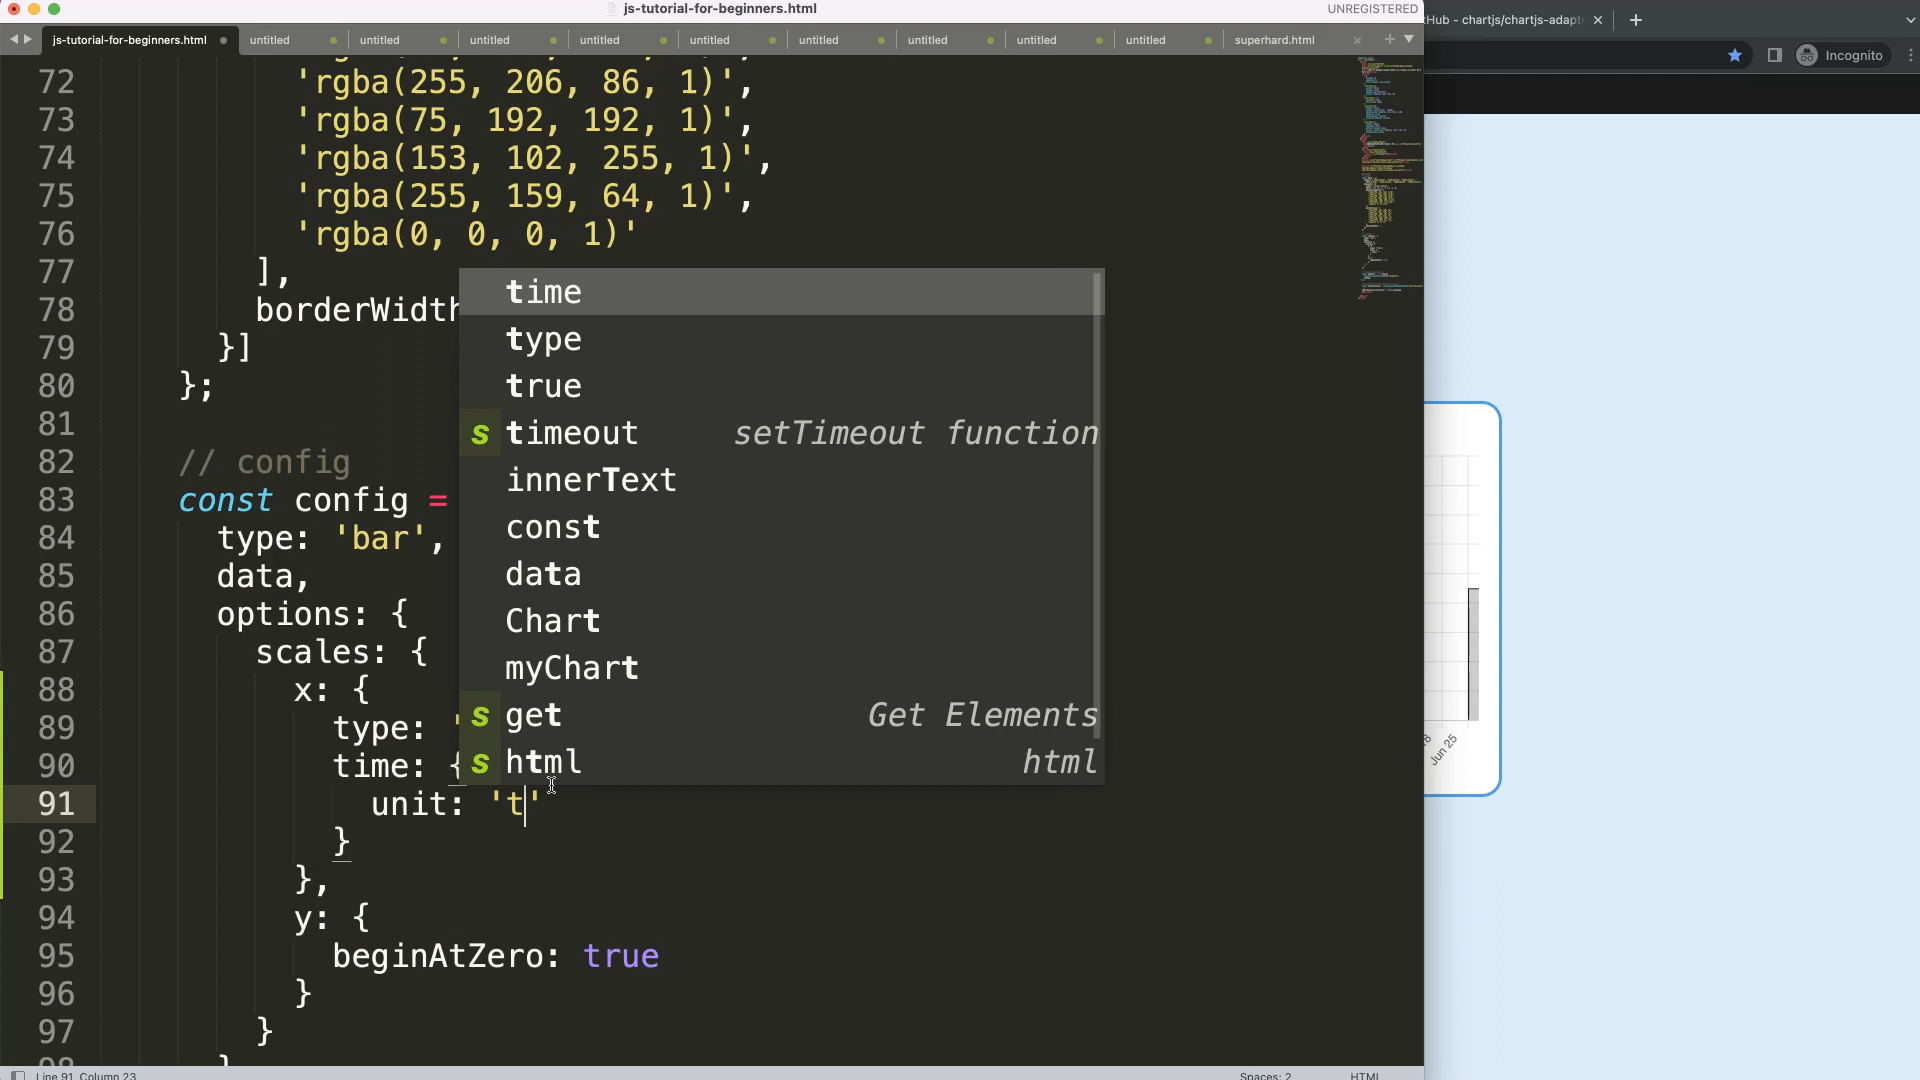 js-tutorial-for-beginners.html
UNREGISTERED
js-tutorial-for-beginners.html untitled untitled untitled untitled untitled untitled untitled untitled untitled superhard.html
Hub - chartjs/chartjs-adapt
Incognito
72 'rgba(255, 206, 86, 1)',
73 'rgba(75, 192, 192, 1)',
74 'rgba(153, 102, 255, 1)',
75 'rgba(255, 159, 64, 1)',
76 'rgba(0, 0, 0, 1)'
77 ],
78 borderWidth
79 }]
80 };
81
82 // config
83 const config =
84 type: 'bar',
85 data,
86 options: {
87 scales: {
88 x: {
89 type: '
90 time: {
91 unit: 't'
92 }
93 },
94 y: {
95 beginAtZero: true
96 }
97 }
time
type
true
s timeout setTimeout function
innerText
const
data
Chart
myChart
s get Get Elements
s html html
Jun 25
Line 91, Column 23
Spaces: 2
HTML